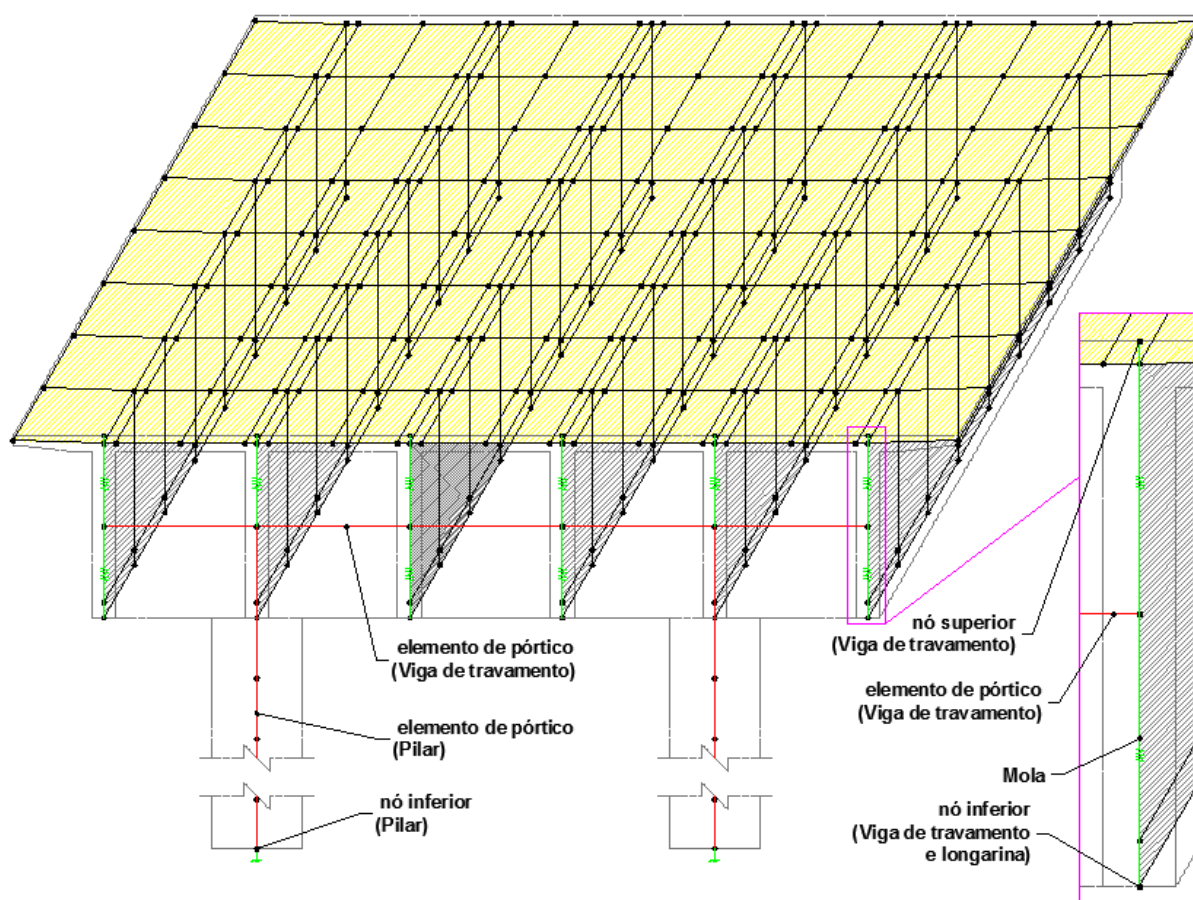 elemento de pórtico
(Viga de travamento)
elemento de pórtico
(Pilar)
nó inferior
(Pilar)
nó superior
(Viga de travamento)
elemento de pórtico
(Viga de travamento)
Mola
nó inferior
(Viga de travamento
e longarina)